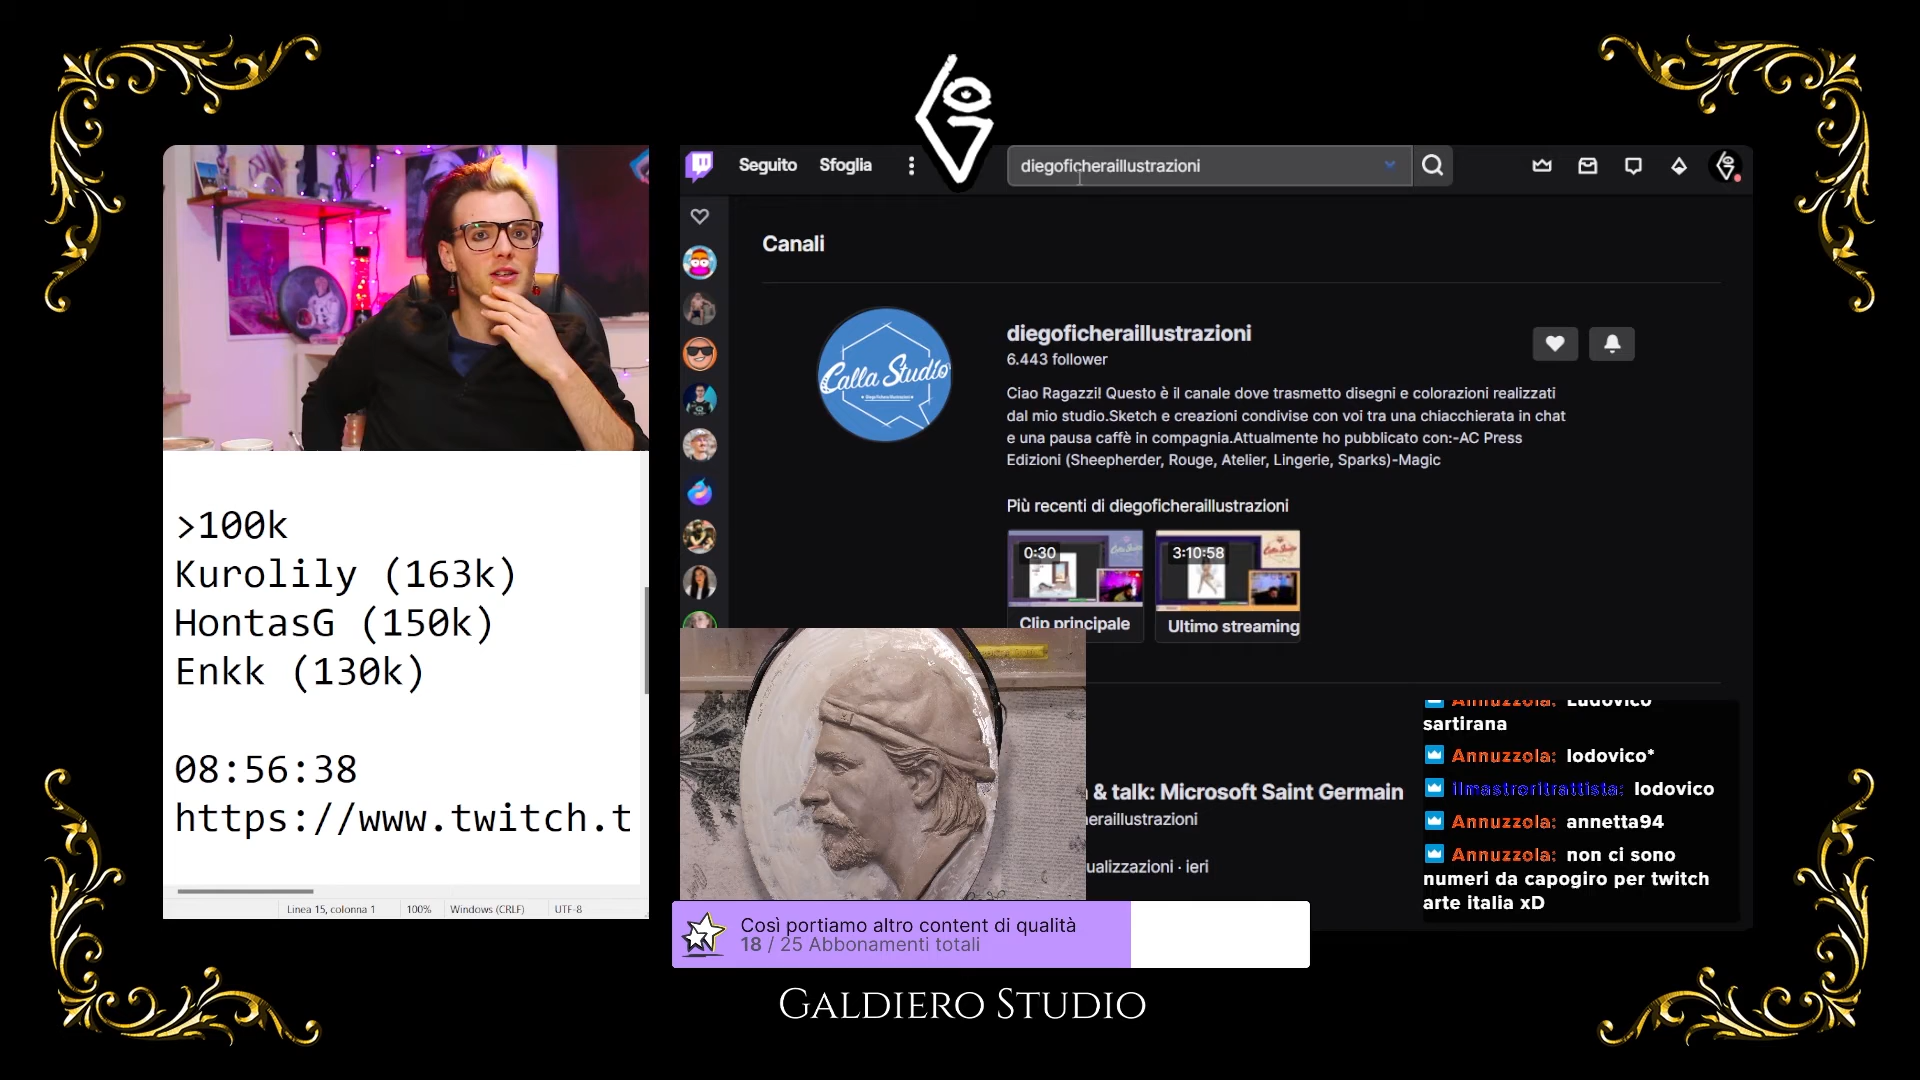 Seguito
Sfoglia
diegoficheraillustrazioni
Canali
Calla Studio
diegoficheraillustrazioni
6.443 follower
Ciao Ragazzi! Questo è il canale dove trasmetto disegni e colorazioni realizzati
dal mio studio.Sketch e creazioni condivise con voi tra una chiacchierata in chat
e una pausa caffè in compagnia.Attualmente ho pubblicato con:-AC Press
Edizioni (Sheepherder, Rouge, Atelier, Lingerie, Sparks)-Magic
Più recenti di diegoficheraillustrazioni
0:30
3:10:58
Clip principale
Ultimo streaming
& talk: Microsoft Saint Germain
eraillustrazioni
ualizzazioni · ieri
>100k
Kurolily (163k)
HontasG (150k)
Enkk (130k)
08:56:38
https://www.twitch.t
Linea 15, colonna 1
100%
Windows (CRLF)
UTF-8
Annuzzola: Ludovico
sartirana
Annuzzola: lodovico*
ilmastroritrattista: lodovico
Annuzzola: annetta94
Annuzzola: non ci sono
numeri da capogiro per twitch
arte italia xD
Così portiamo altro content di qualità
18 / 25 Abbonamenti totali
Galdiero Studio